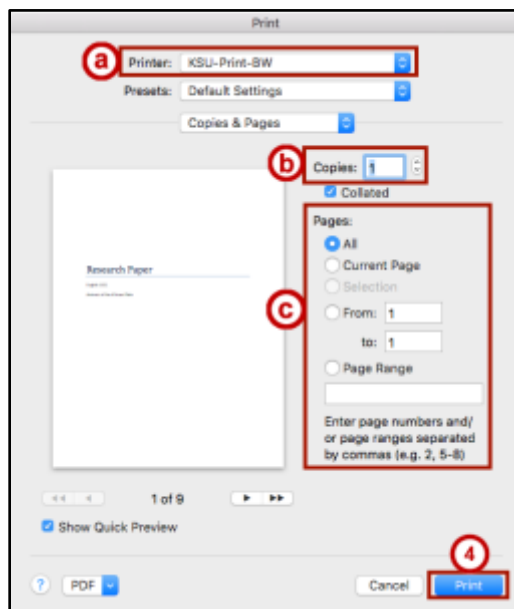 Print
a
Printer: KSU-Print-BW
Presets: Default Settings
Copies & Pages
b
Copies: 1
Collated
Pages:
All
Current Page
Selection
c
From: 1
to: 1
Page Range
Enter page numbers and/
or page ranges separated
by commas (e.g. 2, 5-8)
Research Paper
1 of 9
Show Quick Preview
4
? PDF Cancel Print